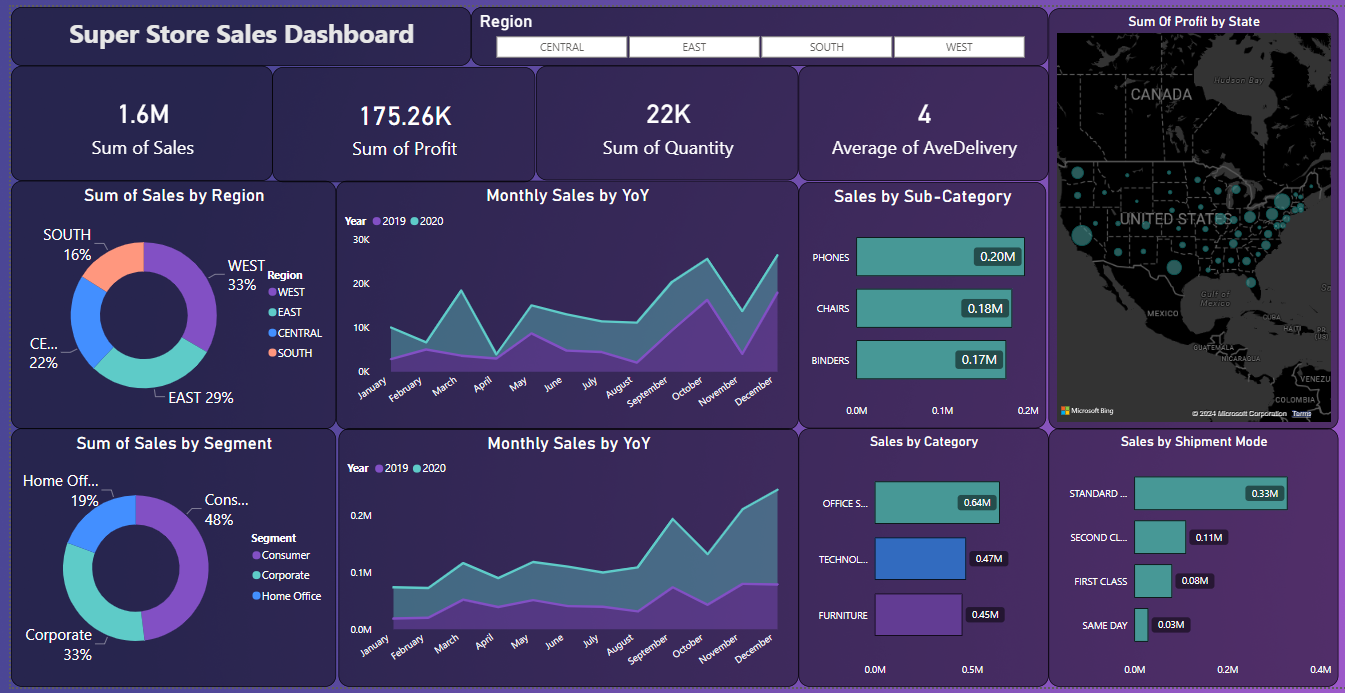 Super Store Sales Dashboard
Region
CENTRAL
EAST
SOUTH
WEST
1.6M
Sum of Sales
175.26K
Sum of Profit
22K
Sum of Quantity
4
Average of AveDelivery
Sum Of Profit by State
Hudson Bay
CANADA
UNITED STATES
Gulf of
Mexico
MEXICO
CUBA
HAITI
PR
(US)
GUATEMALA
NICARAGUA
VENEZU
COLOMBIA
Microsoft Bing
© 2024 Microsoft Corporation Terms
Sum of Sales by Region
SOUTH
16%
WEST
33%
CE...
22%
EAST 29%
Region
WEST
EAST
CENTRAL
SOUTH
Monthly Sales by YoY
Year 2019 2020
30K
20K
10K
0K
January
February
March
April
May
June
July
August
September
October
November
December
Sales by Sub-Category
PHONES
0.20M
CHAIRS
0.18M
BINDERS
0.17M
0.0M
0.1M
0.2M
Sum of Sales by Segment
Home Off...
19%
Cons...
48%
Corporate
33%
Segment
Consumer
Corporate
Home Office
Monthly Sales by YoY
Year 2019 2020
0.2M
0.1M
0.0M
January
February
March
April
May
June
July
August
September
October
November
December
Sales by Category
OFFICE S...
0.64M
TECHNOL...
0.47M
FURNITURE
0.45M
0.0M
0.5M
Sales by Shipment Mode
STANDARD ...
0.33M
SECOND CL...
0.11M
FIRST CLASS
0.08M
SAME DAY
0.03M
0.0M
0.2M
0.4M